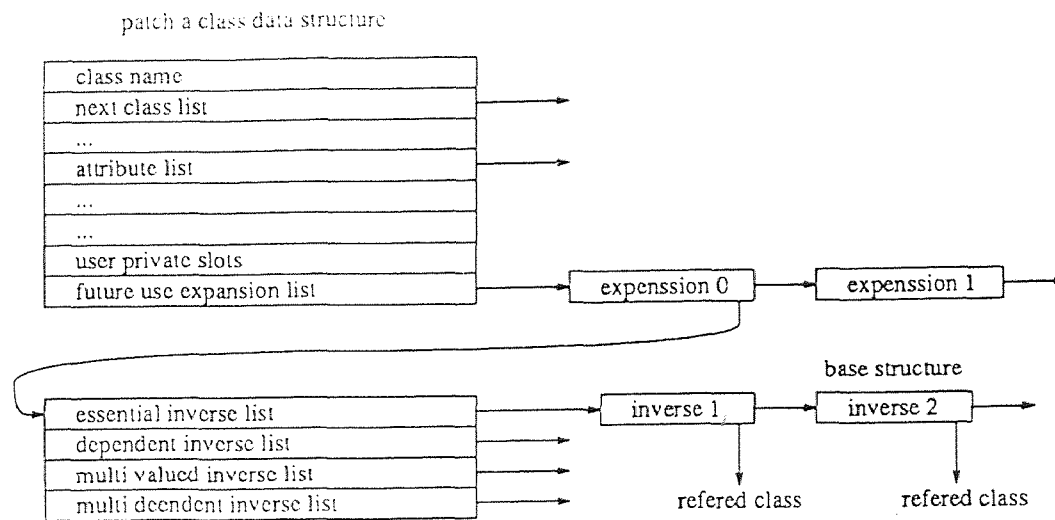 patch a class data structure
class name
next class list
...
attribute list
...
...
user private slots
future use expansion list
expenssion 0
expenssion 1
base structure
essential inverse list
inverse 1
inverse 2
dependent inverse list
multi valued inverse list
multi deendent inverse list
refered class
refered class